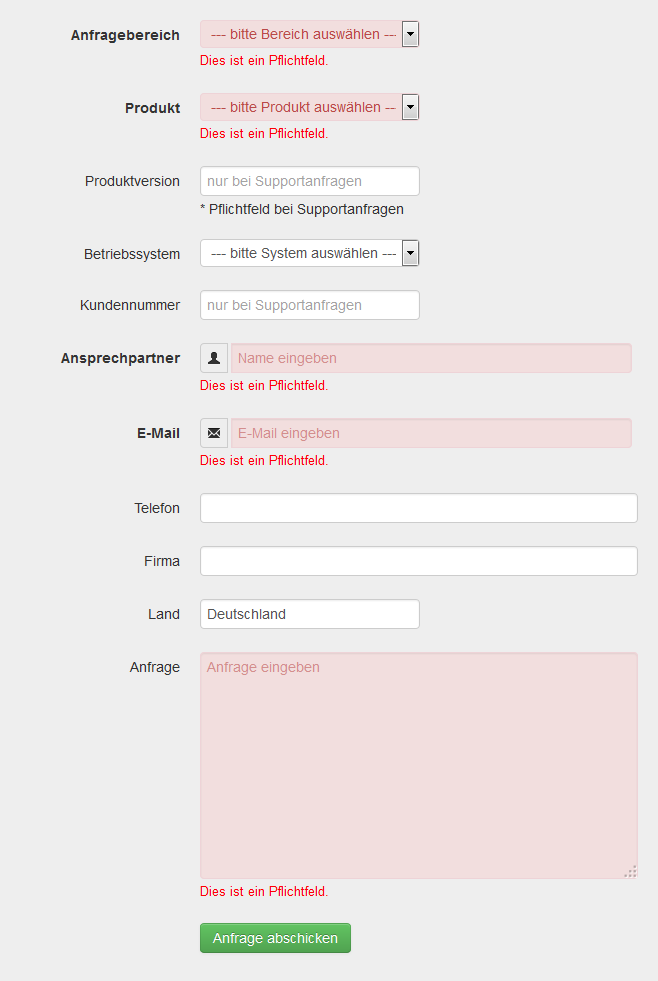 Anfragebereich
--- bitte Bereich auswählen ---
Dies ist ein Pflichtfeld.
Produkt
--- bitte Produkt auswählen --
Dies ist ein Pflichtfeld.
Produktversion
nur bei Supportanfragen
* Pflichtfeld bei Supportanfragen
Betriebssystem
--- bitte System auswählen ---
Kundennummer
nur bei Supportanfragen
Ansprechpartner
Name eingeben
Dies ist ein Pflichtfeld.
E-Mail
E-Mail eingeben
Dies ist ein Pflichtfeld.
Telefon
Firma
Land
Deutschland
Anfrage
Anfrage eingeben
Dies ist ein Pflichtfeld.
Anfrage abschicken